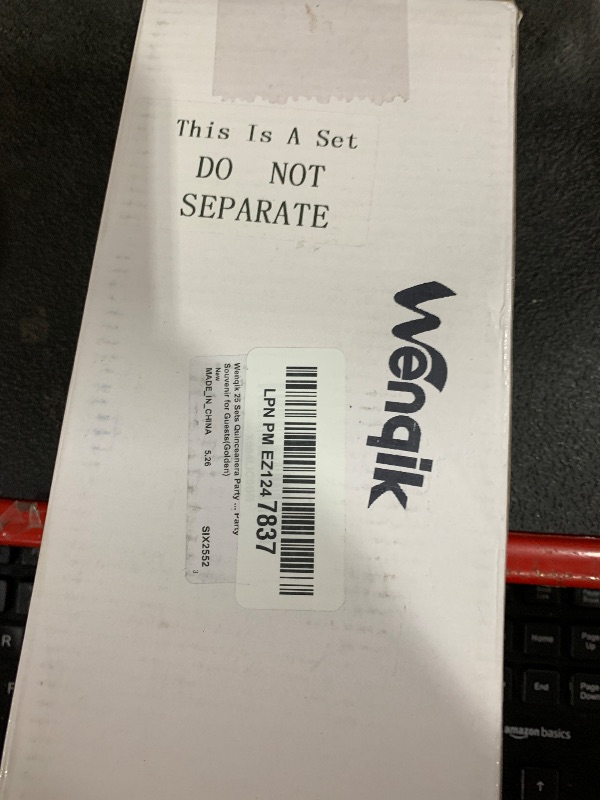 This Is A Set
DO NOT
SEPARATE
Wenqik
LPN PM EZ124 7837
Wenqik 25 Sets Quinceanera Party ... Party
Souvenir for Guests(Golden)
New
MADE_IN_CHINA 5.26
SIX2552
R
F
Home
Page
Up
End
Page
Down
amazon basics